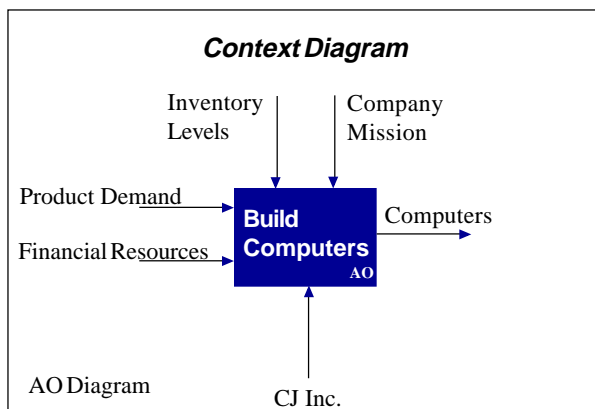 Context Diagram
Inventory
Levels
Company
Mission
Product Demand
Financial Resources
Build
Computers
AO
Computers
AO Diagram
CJ Inc.